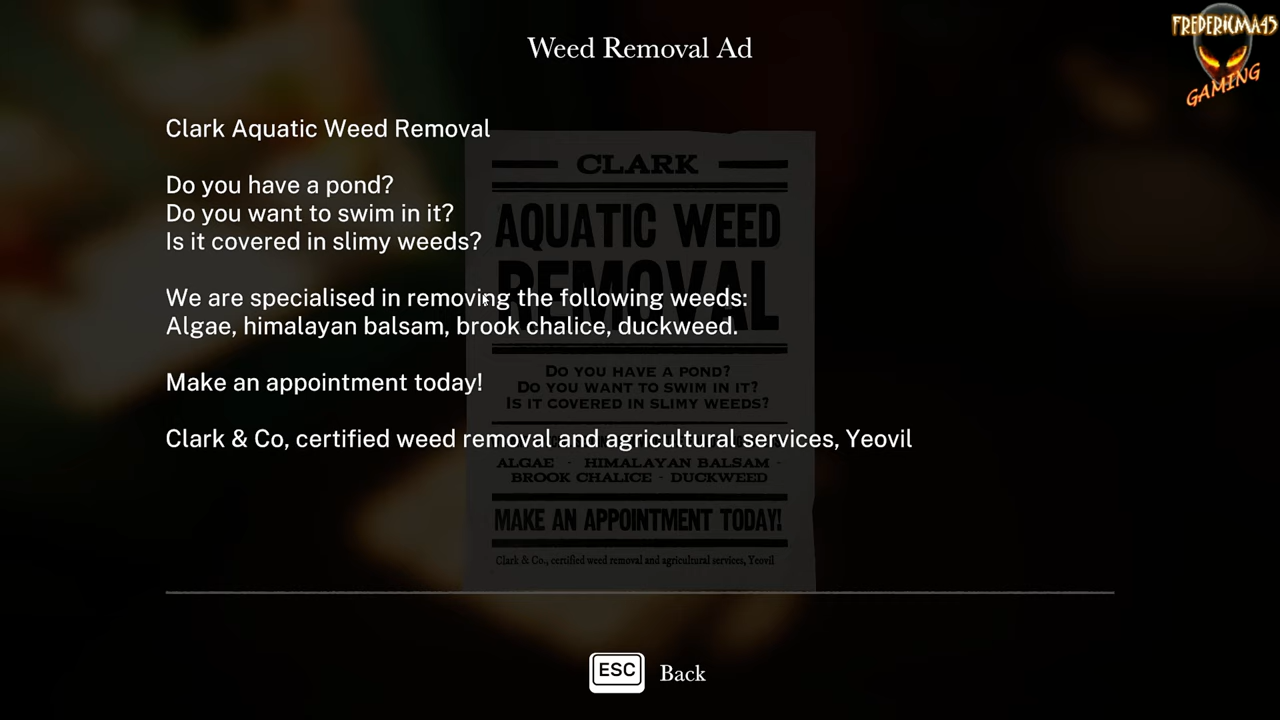 Weed Removal Ad
FREDERICMA45
GAMING
Clark Aquatic Weed Removal
Do you have a pond?
Do you want to swim in it?
Is it covered in slimy weeds?
We are specialised in removing the following weeds:
Algae, himalayan balsam, brook chalice, duckweed.
Make an appointment today!
Clark & Co, certified weed removal and agricultural services, Yeovil
CLARK
AQUATIC WEED
REMOVAL
DO YOU HAVE A POND?
DO YOU WANT TO SWIM IN IT?
IS IT COVERED IN SLIMY WEEDS?
ALGAE - HIMALAYAN BALSAM -
BROOK CHALICE - DUCKWEED
MAKE AN APPOINTMENT TODAY!
Clark & Co., certified weed removal and agricultural services, Yeovil
ESC Back